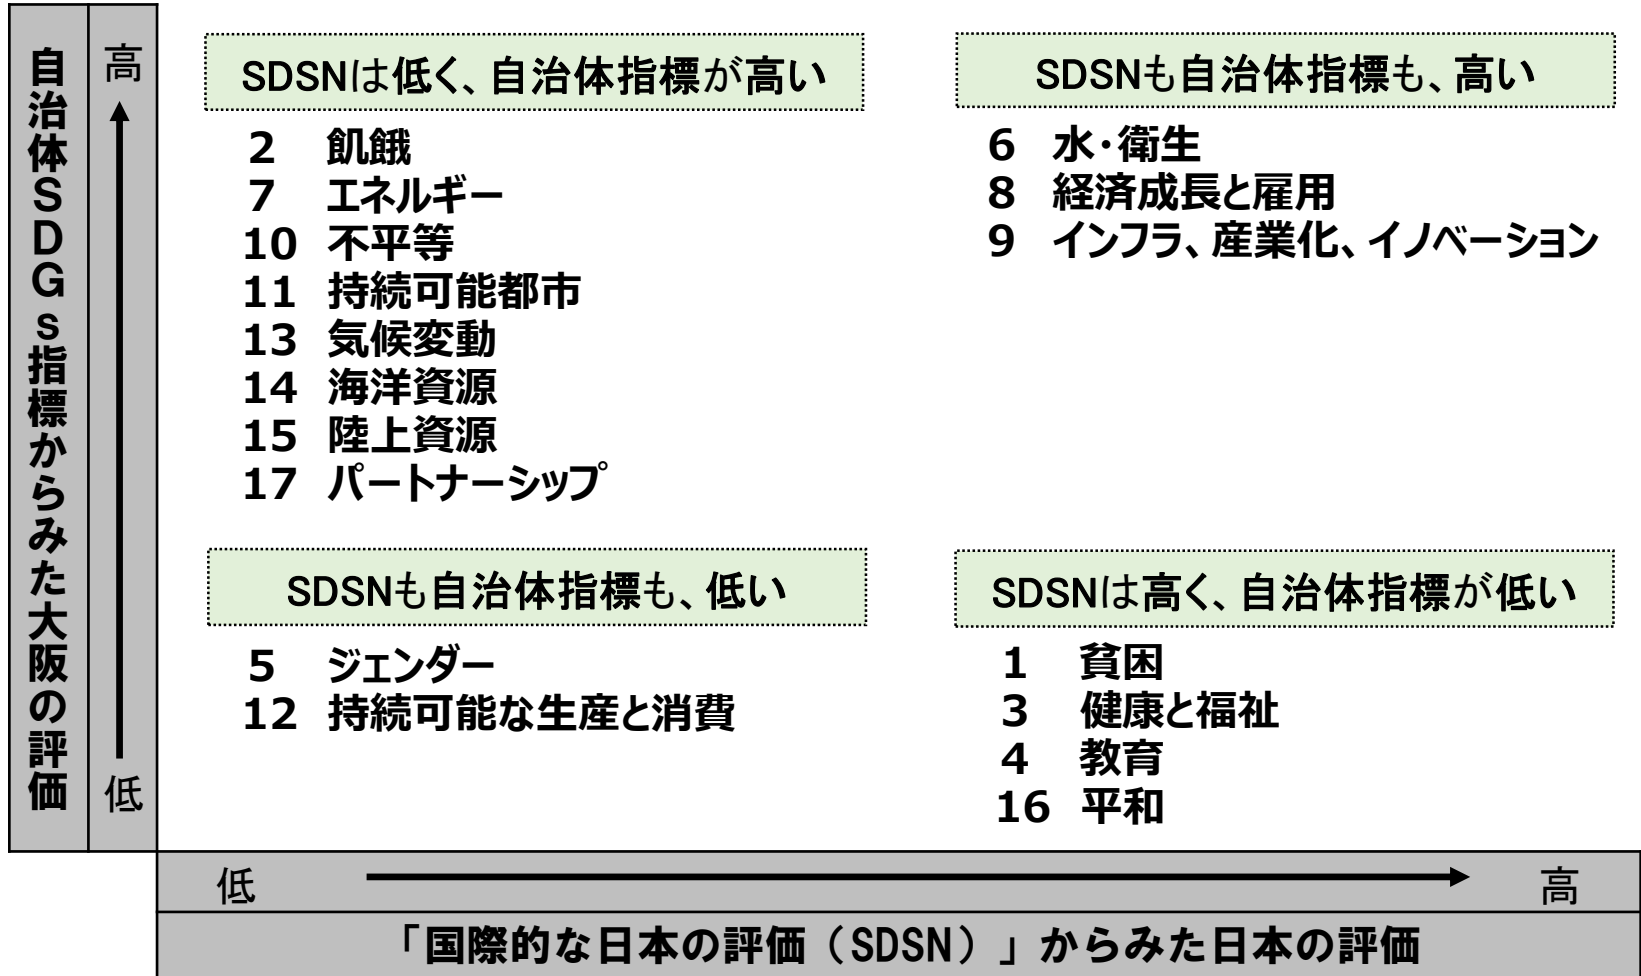 自治体SDGs指標からみた大阪の評価
高
低
SDSNは低く、自治体指標が高い
2 飢餓
7 エネルギー
10 不平等
11 持続可能都市
13 気候変動
14 海洋資源
15 陸上資源
17 パートナーシップ
SDSNも自治体指標も、高い
6 水・衛生
8 経済成長と雇用
9 インフラ、産業化、イノベーション
SDSNも自治体指標も、低い
5 ジェンダー
12 持続可能な生産と消費
SDSNは高く、自治体指標が低い
1 貧困
3 健康と福祉
4 教育
16 平和
低
高
「国際的な日本の評価（SDSN）」からみた日本の評価